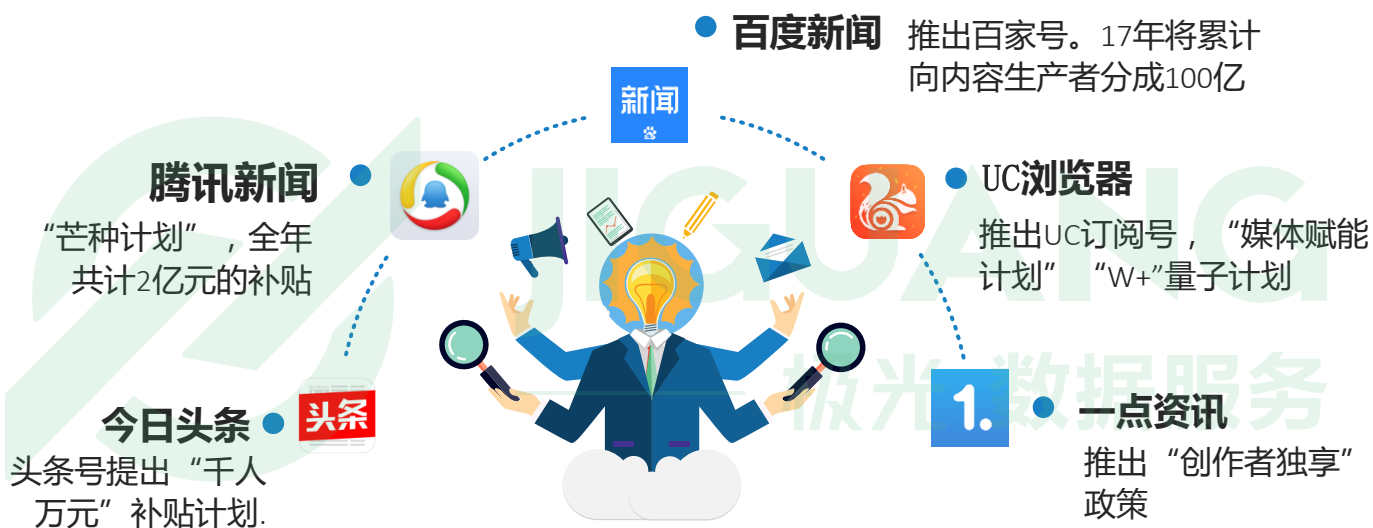 百度新闻
推出百家号。17年将累计
向内容生产者分成100亿
新闻
腾讯新闻
“芒种计划”，全年
共计2亿元的补贴
UC浏览器
推出UC订阅号，“媒体赋能
计划”“W+”量子计划
今日头条
头条
头条号提出“千人
万元”补贴计划.
1.
一点资讯
推出“创作者独享”
政策
JIGUANG
极光 数据服务